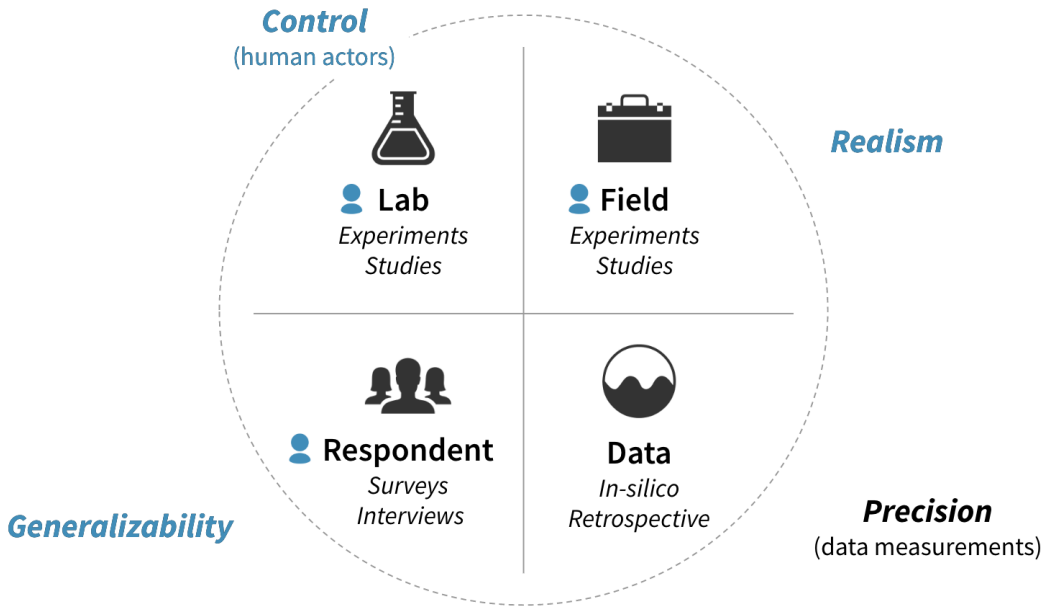 Control
(human actors)
Realism
Lab
Experiments
Studies
Field
Experiments
Studies
Respondent
Surveys
Interviews
Data
In-silico
Retrospective
Generalizability
Precision
(data measurements)